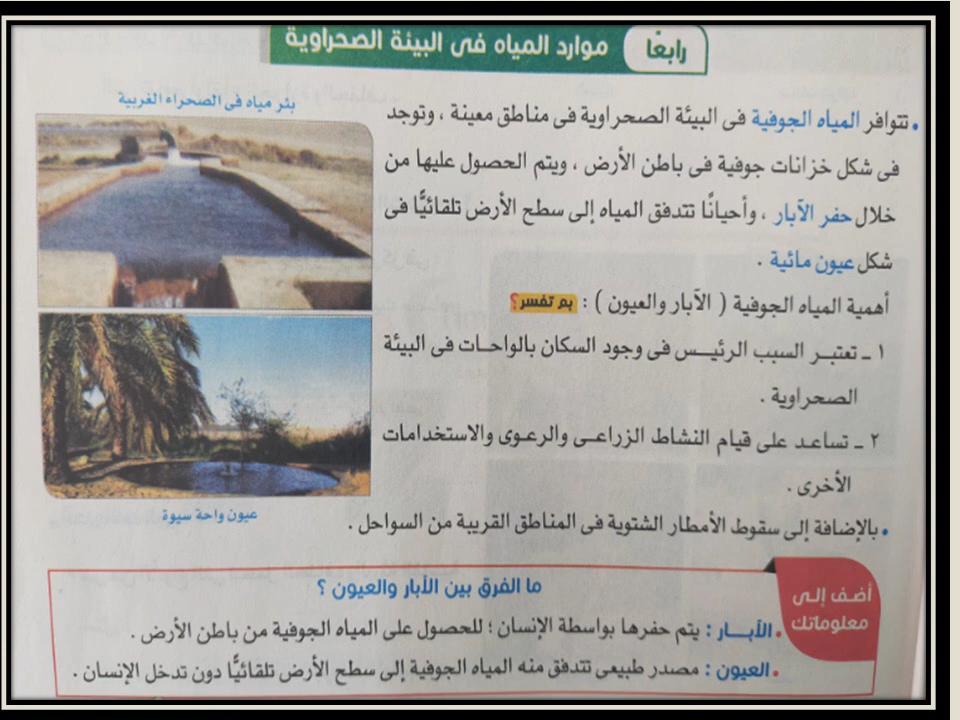 رابعًا موارد المياه فى البيئة الصحراوية
بئر مياه فى الصحراء الغربية
• تتوافر المياه الجوفية فى البيئة الصحراوية فى مناطق معينة ، وتوجد
فى شكل خزانات جوفية فى باطن الأرض ، ويتم الحصول عليها من
خلال حفر الآبار ، وأحيانًا تتدفق المياه إلى سطح الأرض تلقائيًّا فى
شكل عيون مائية .
أهمية المياه الجوفية ( الآبار والعيون ) : بم تفسر؟
١ - تعتبر السبب الرئيس فى وجود السكان بالواحات فى البيئة
الصحراوية .
٢ - تساعد على قيام النشاط الزراعى والرعوى والاستخدامات
الأخرى .
عيون واحة سيوة
• بالإضافة إلى سقوط الأمطار الشتوية فى المناطق القريبة من السواحل .
أضف إلى
معلوماتك
ما الفرق بين الآبار والعيون ؟
• الآبار : يتم حفرها بواسطة الإنسان ؛ للحصول على المياه الجوفية من باطن الأرض .
• العيون : مصدر طبيعى تتدفق منه المياه الجوفية إلى سطح الأرض تلقائيًّا دون تدخل الإنسان .